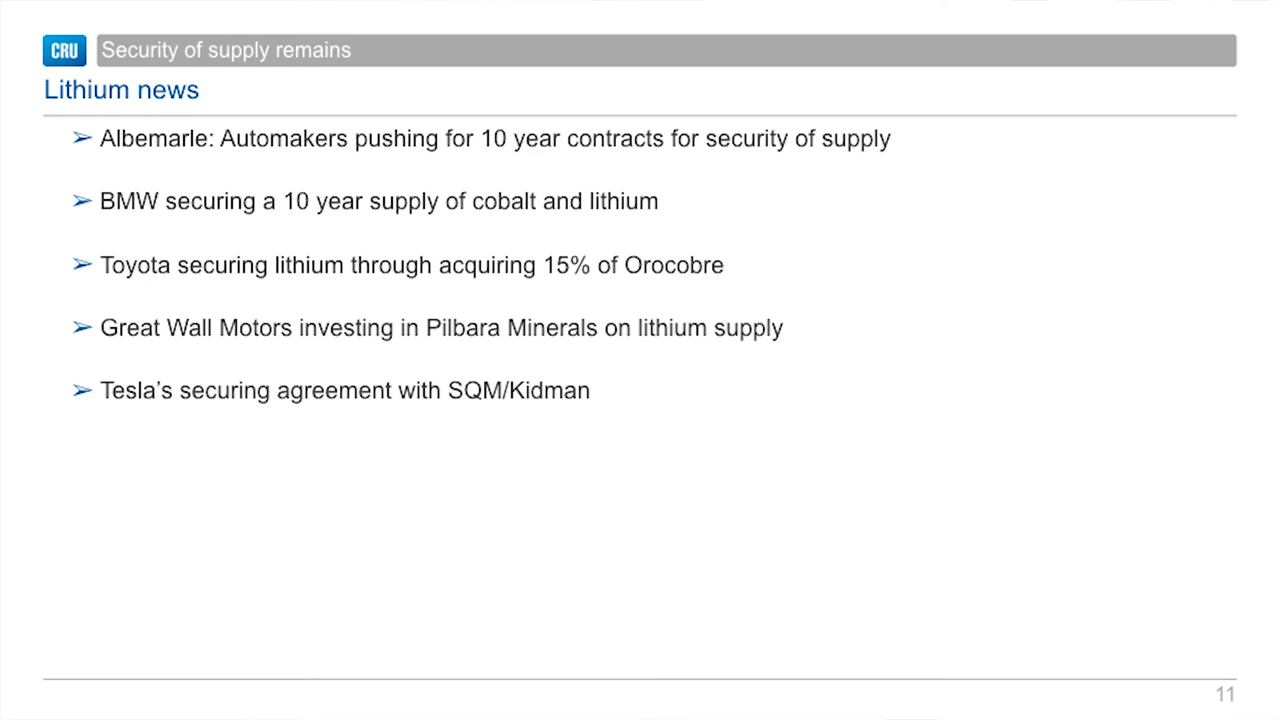 CRU
Security of supply remains
Lithium news
➢ Albemarle: Automakers pushing for 10 year contracts for security of supply
➢ BMW securing a 10 year supply of cobalt and lithium
➢ Toyota securing lithium through acquiring 15% of Orocobre
➢ Great Wall Motors investing in Pilbara Minerals on lithium supply
➢ Tesla’s securing agreement with SQM/Kidman
11